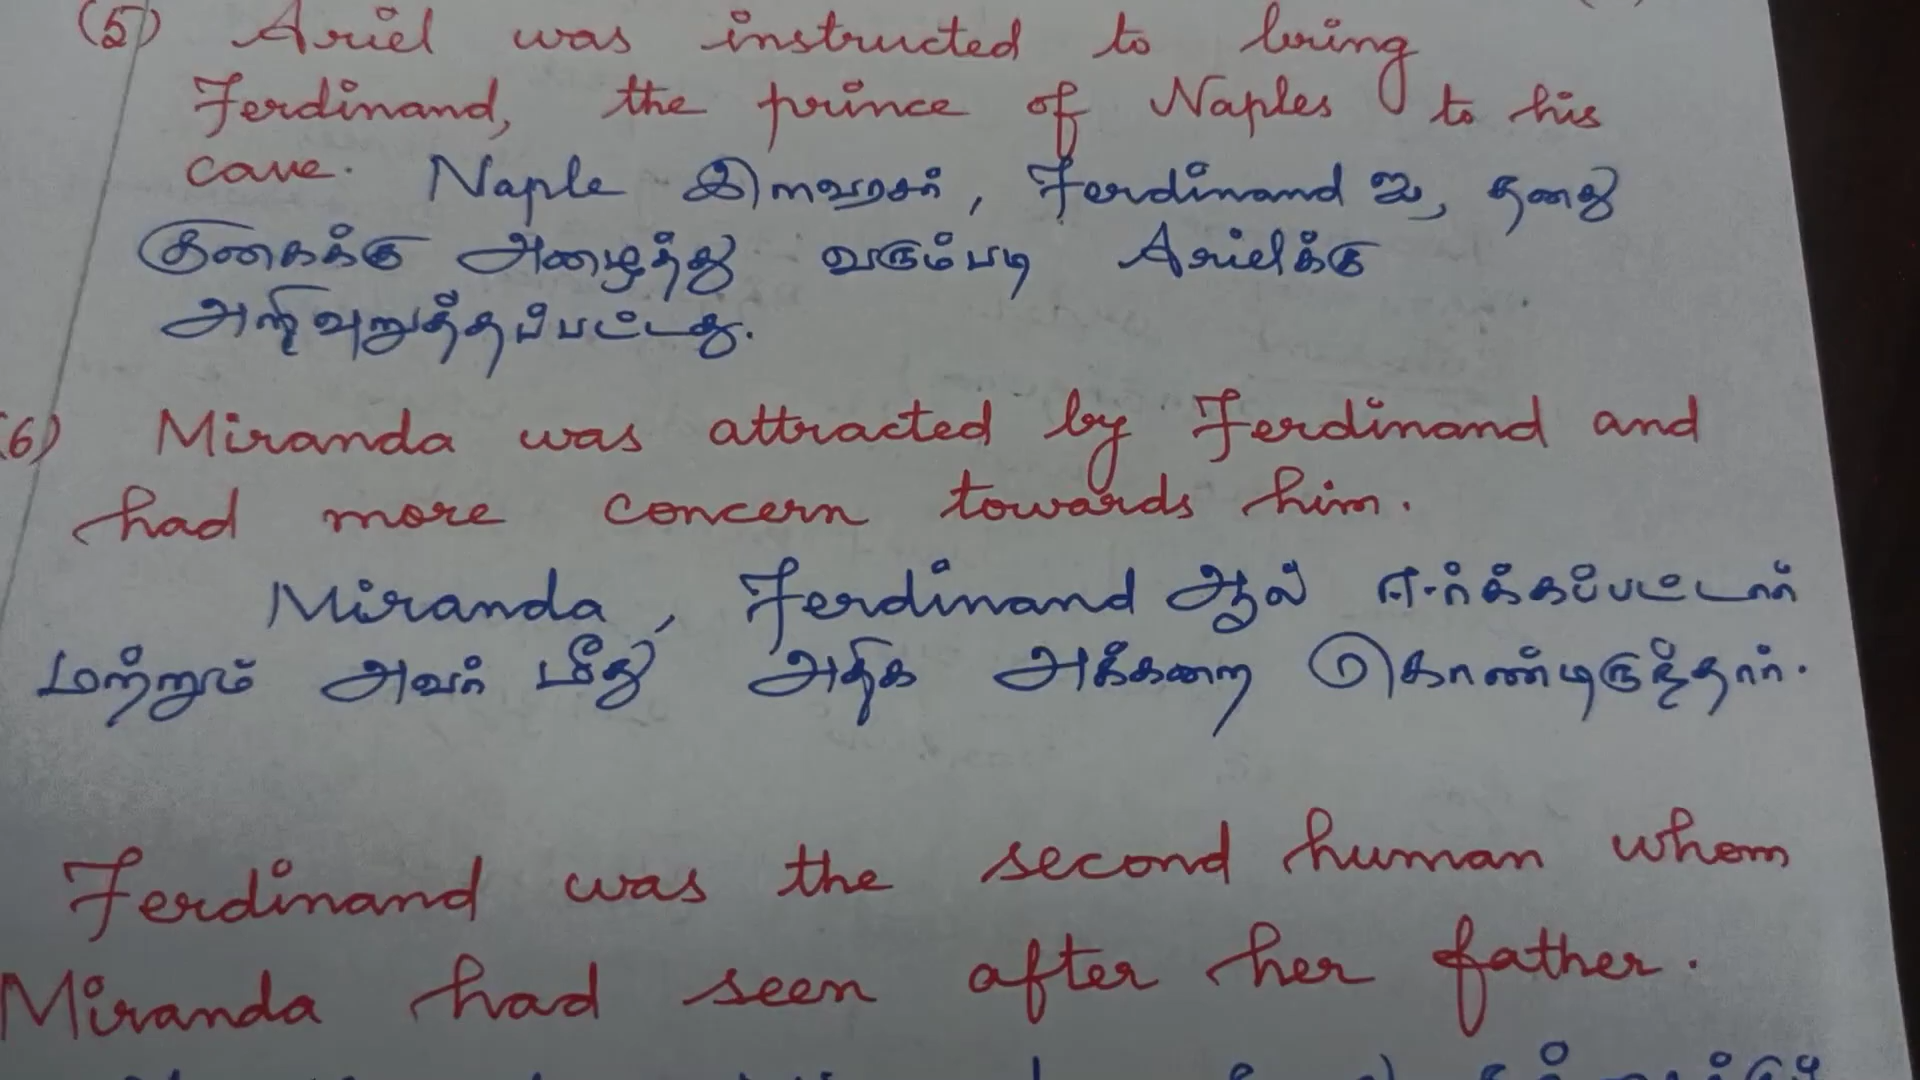 (5) Ariel was instructed to bring
Ferdinand, the prince of Naples to his
cave. Naple இளவரசர், Ferdinand ஐ, தனது
குகைக்கு அழைத்து வரும்படி Arielக்கு
அறிவுறுத்தப்பட்டது.
(6) Miranda was attracted by Ferdinand and
had more concern towards him.
Miranda, Ferdinand ஆல் ஈர்க்கப்பட்டாள்
மற்றும் அவர் மீது அதிக அக்கறை கொண்டிருந்தார்.
Ferdinand was the second human whom
Miranda had seen after her father.